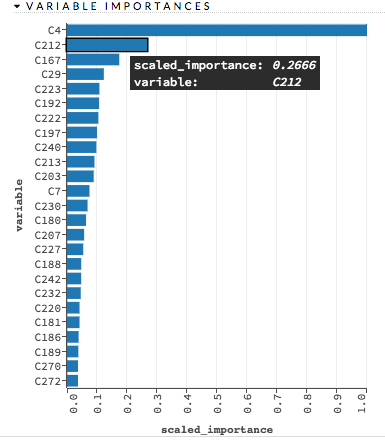 ▼ VARIABLE IMPORTANCES
C4
C212
C167
C29
C223
C192
C222
C197
C240
C213
C203
C7
C230
C180
C207
C227
C188
C242
C232
C220
C181
C186
C189
C270
C272
scaled_importance: 0.2666
variable: C212
variable
0.0 0.1 0.2 0.3 0.4 0.5 0.6 0.7 0.8 0.9 1.0
scaled_importance